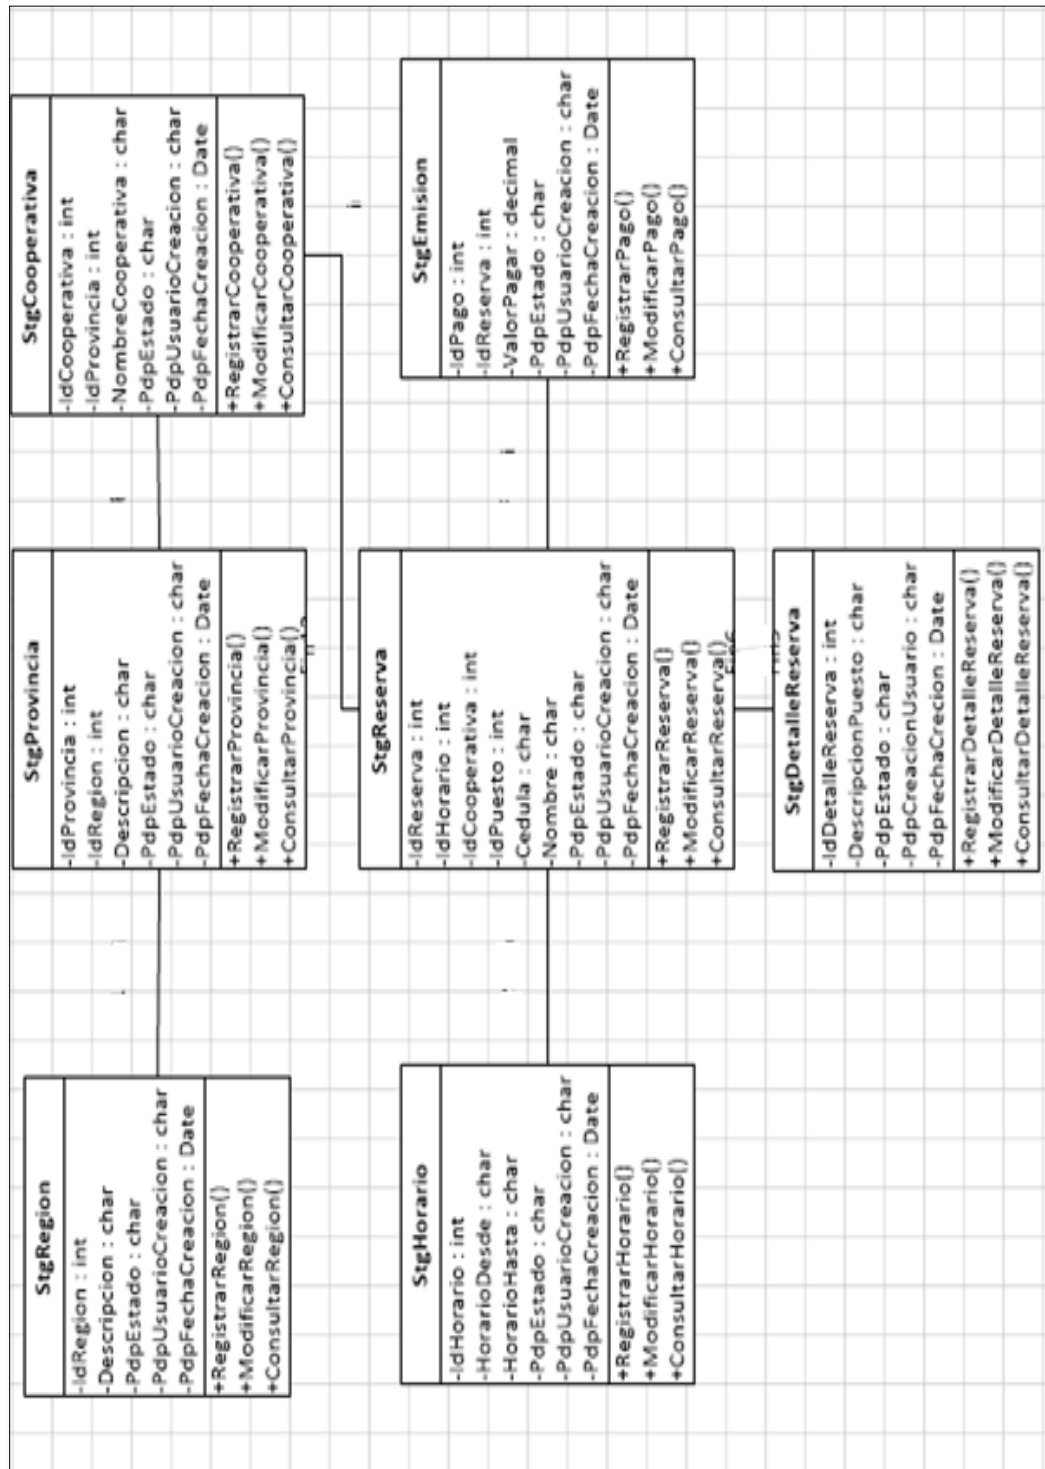 StgRegion
-IdRegion : int
-Descripcion : char
-PdpEstado : char
-PdpUsuarioCreacion : char
-PdpFechaCreacion : Date
+RegistrarRegion()
+ModificarRegion()
+ConsultarRegion()
StgProvincia
-IdProvincia : int
-IdRegion : int
-Descripcion : char
-PdpEstado : char
-PdpUsuarioCreacion : char
-PdpFechaCreacion : Date
+RegistrarProvincia()
+ModificarProvincia()
+ConsultarProvincia()
StgCooperativa
-IdCooperativa : int
-IdProvincia : int
-NombreCooperativa : char
-PdpEstado : char
-PdpUsuarioCreacion : char
-PdpFechaCreacion : Date
+RegistrarCooperativa()
+ModificarCooperativa()
+ConsultarCooperativa()
StgHorario
-IdHorario : int
-HorarioDesde : char
-HorarioHasta : char
-PdpEstado : char
-PdpUsuarioCreacion : char
-PdpFechaCreacion : Date
+RegistrarHorario()
+ModificarHorario()
+ConsultarHorario()
StgReserva
-IdReserva : int
-IdHorario : int
-IdCooperativa : int
-IdPuesto : int
-Cedula : char
-Nombre : char
-PdpEstado : char
-PdpUsuarioCreacion : char
-PdpFechaCreacion : Date
+RegistrarReserva()
+ModificarReserva()
+ConsultarReserva()
StgEmision
-IdPago : int
-IdReserva : int
-ValorPagar : decimal
-PdpEstado : char
-PdpUsuarioCreacion : char
-PdpFechaCreacion : Date
+RegistrarPago()
+ModificarPago()
+ConsultarPago()
StgDetalleReserva
-IdDetalleReserva : int
-DescripcionPuesto : char
-PdpEstado : char
-PdpCreacionUsuario : char
-PdpFechaCrecion : Date
+RegistrarDetalleReserva()
+ModificarDetalleReserva()
+ConsultarDetalleReserva()